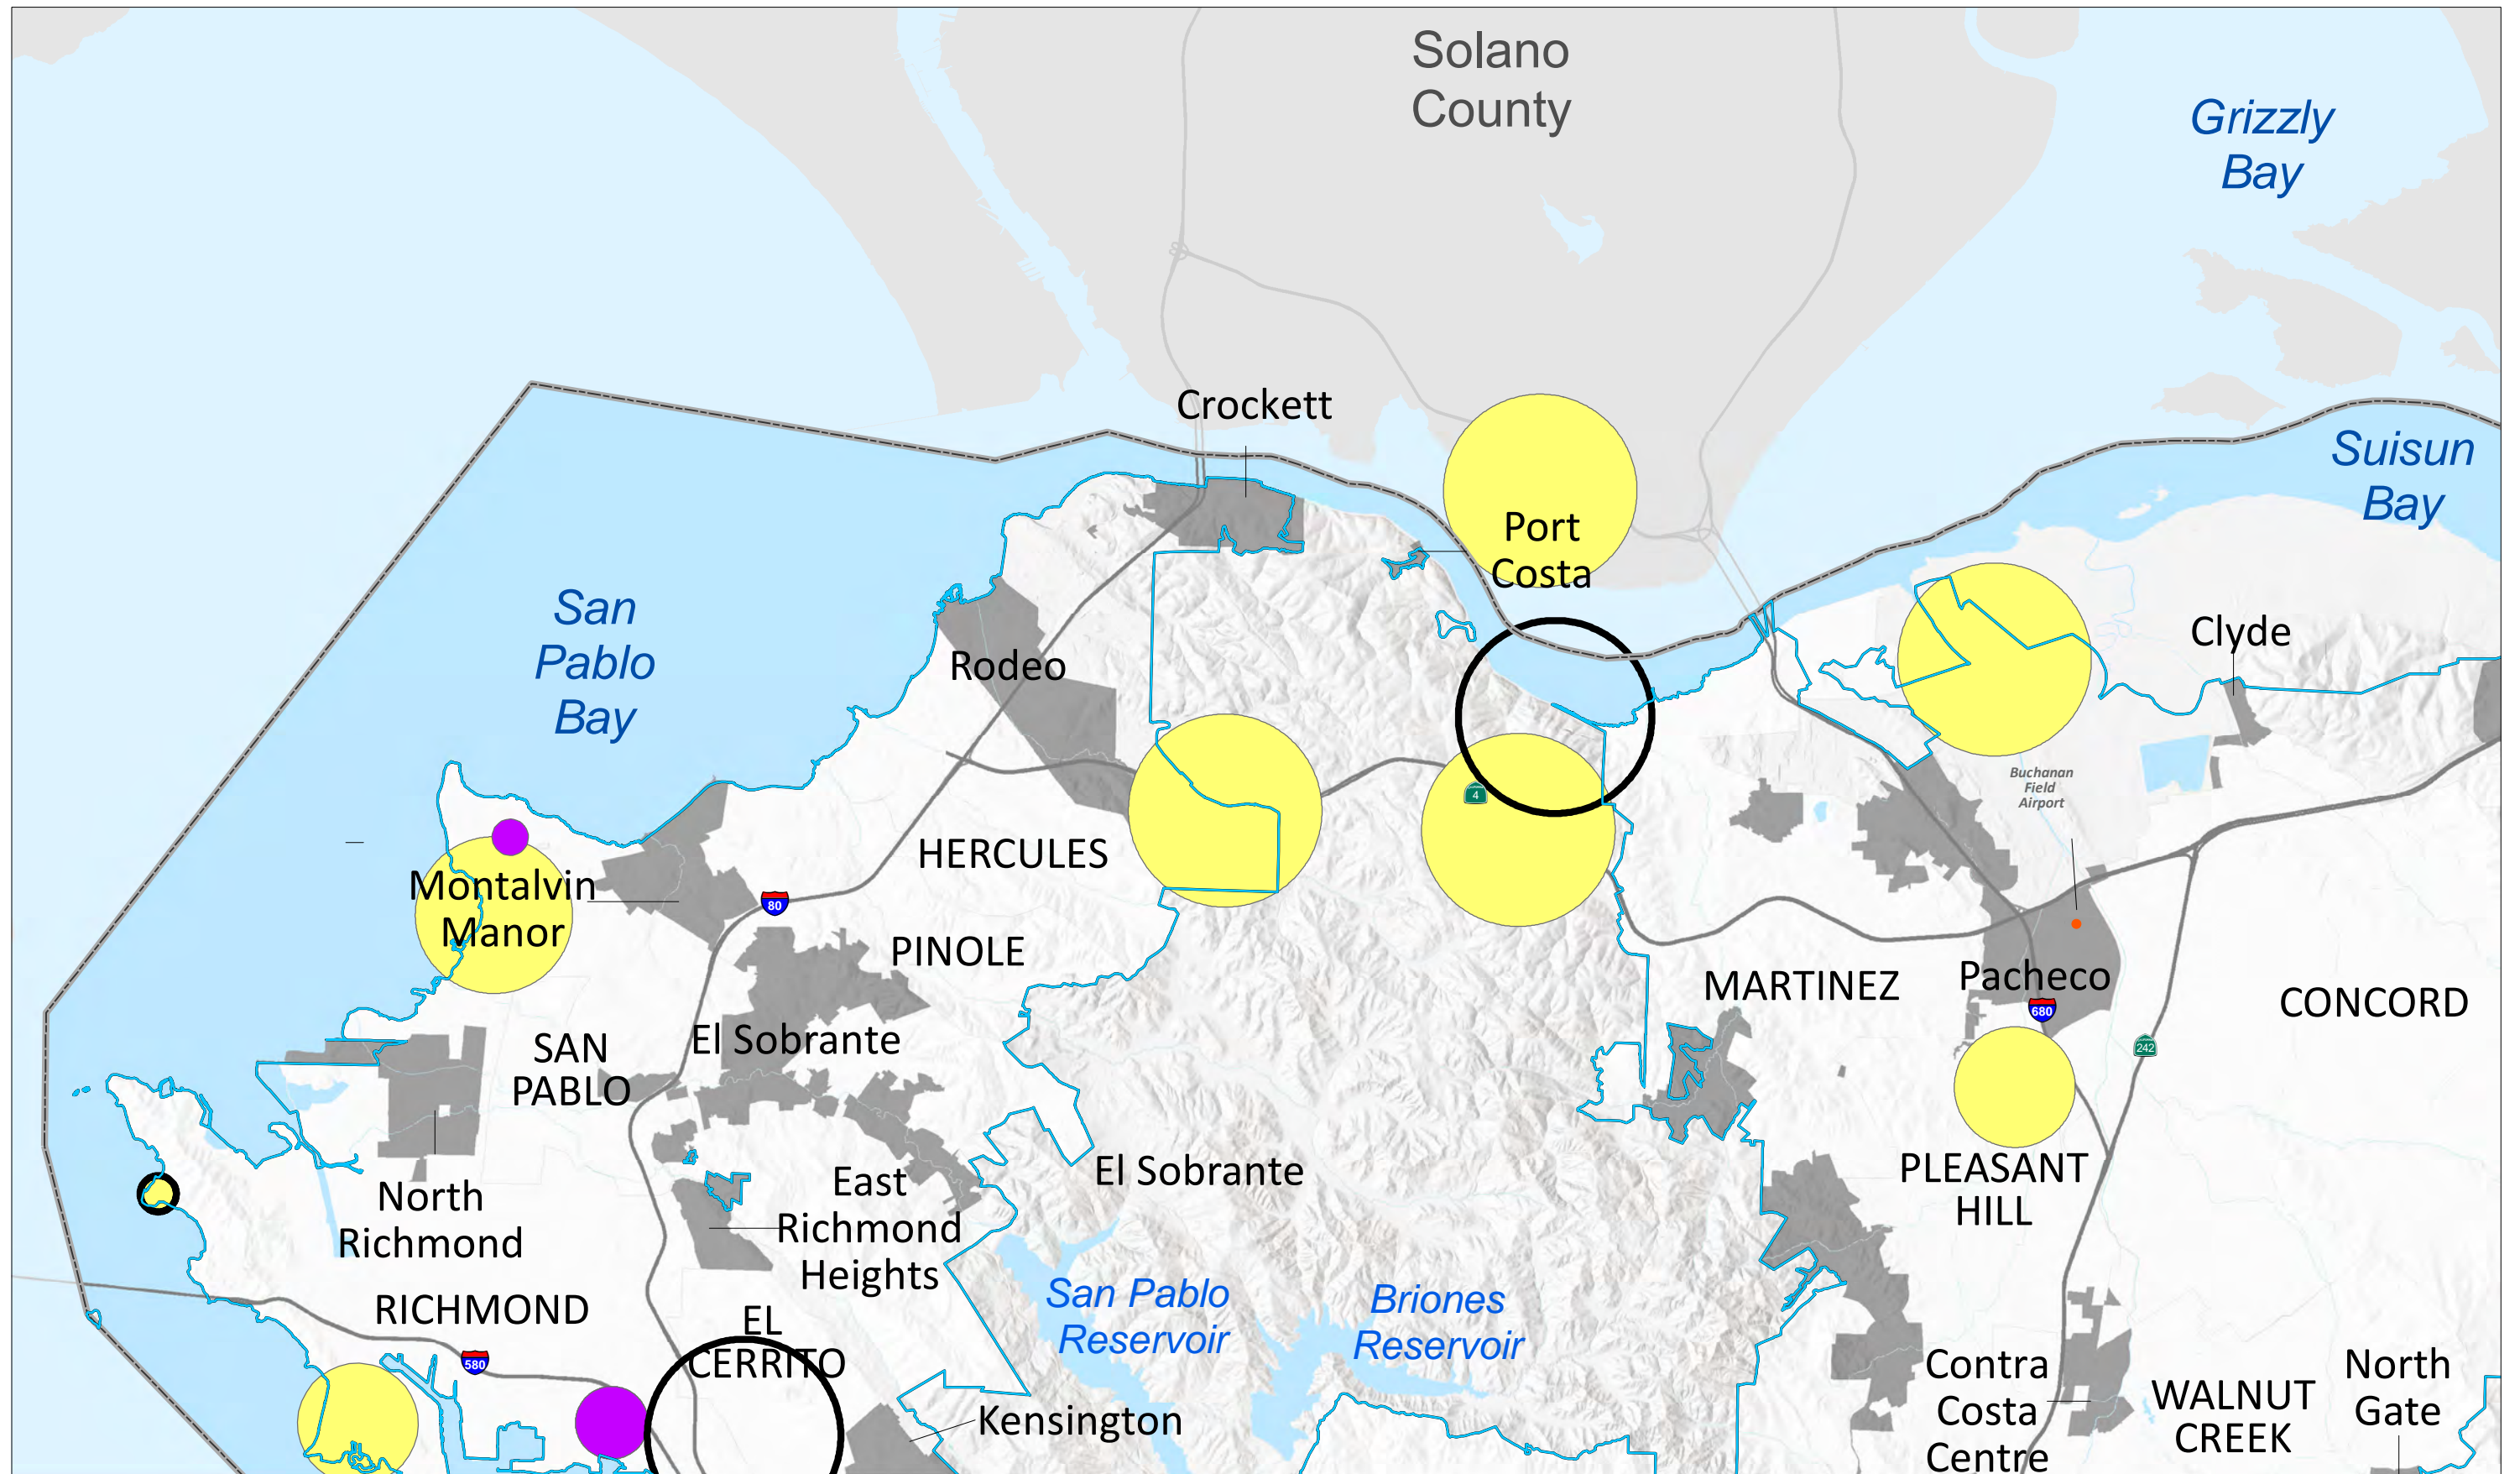 Solano
County
Grizzly
Bay
Crockett
Suisun
Bay
Port
Costa
San
Pablo
Bay
Clyde
Rodeo
Buchanan
Field
Airport
4
HERCULES
Montalvin
Manor
80
PINOLE
MARTINEZ
Pacheco
680
CONCORD
SAN
PABLO
El Sobrante
242
North
Richmond
East
Richmond
Heights
El Sobrante
PLEASANT
HILL
RICHMOND
San Pablo
Reservoir
Briones
Reservoir
EL
CERRITO
580
Kensington
Contra
Costa
Centre
WALNUT
CREEK
North
Gate